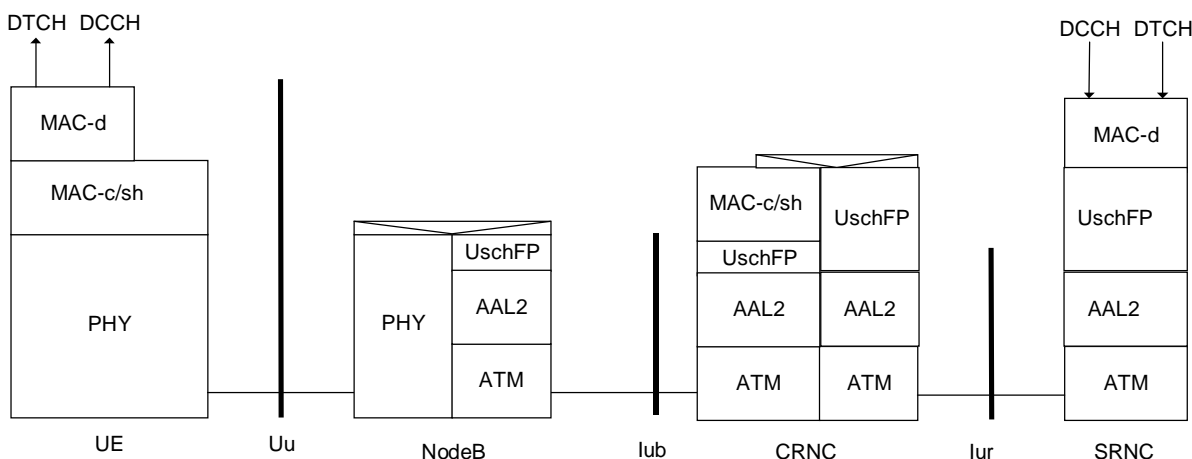 DTCH DCCH
DCCH DTCH
MAC-d
MAC-d
MAC-c/sh
MAC-c/sh
UschFP
UschFP
UschFP
UschFP
PHY
PHY
AAL2
AAL2
AAL2
AAL2
ATM
ATM
ATM
ATM
UE
Uu
NodeB
Iub
CRNC
Iur
SRNC